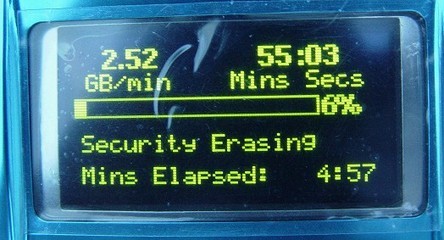 2.52 55:03
GB/min Mins Secs
6%
Security Erasing
Mins Elapsed: 4:57